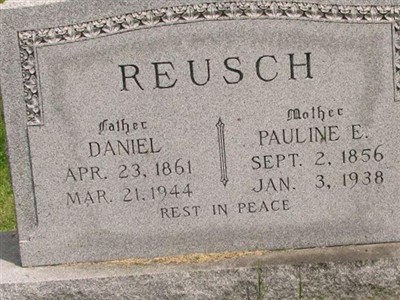 REUSCH
Father
DANIEL
APR. 23, 1861
MAR. 21. 1944
Mother
PAULINE E.
SEPT. 2, 1856
JAN. 3, 1938
REST IN PEACE